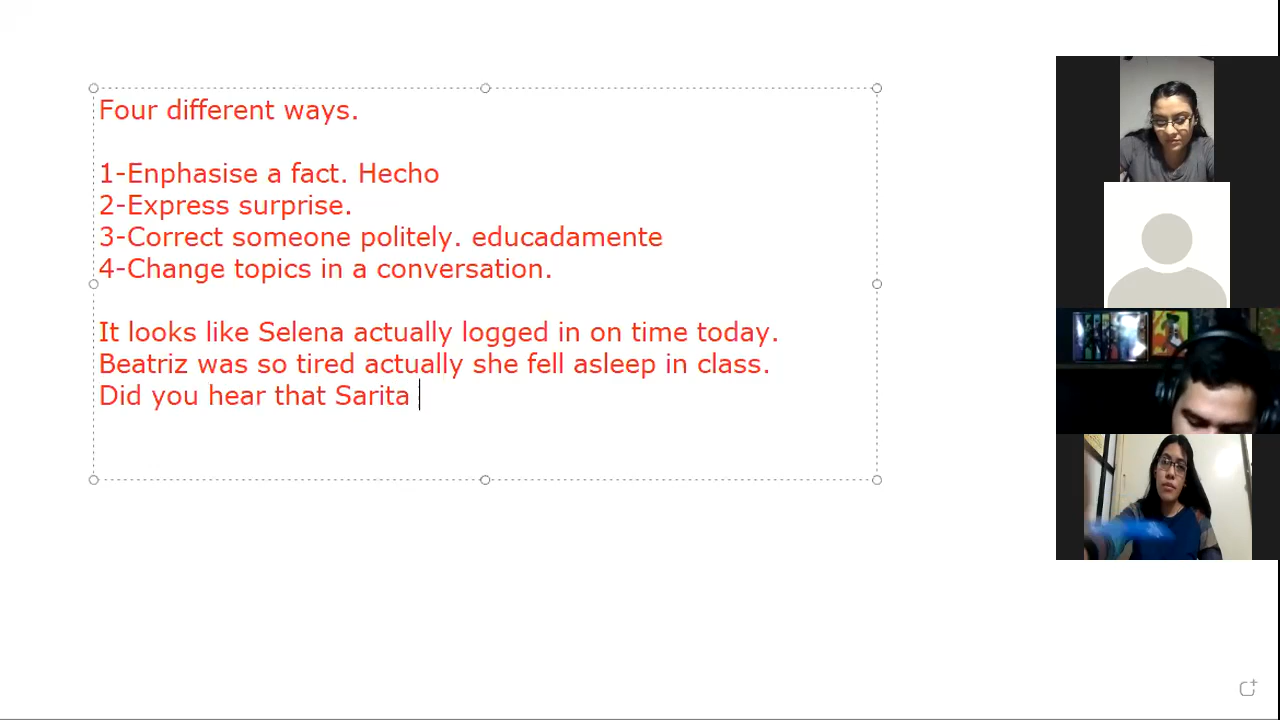 Four different ways.
1-Enphasise a fact. Hecho
2-Express surprise.
3-Correct someone politely. educadamente
4-Change topics in a conversation.
It looks like Selena actually logged in on time today.
Beatriz was so tired actually she fell asleep in class.
Did you hear that Sarita